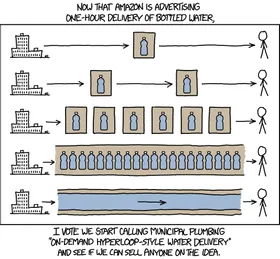 NOW THAT AMAZON IS ADVERTISING
ONE-HOUR DELIVERY OF BOTTLED WATER,
I VOTE WE START CALLING MUNICIPAL PLUMBING
"ON-DEMAND HYPERLOOP-STYLE WATER DELIVERY"
AND SEE IF WE CAN SELL ANYONE ON THE IDEA.